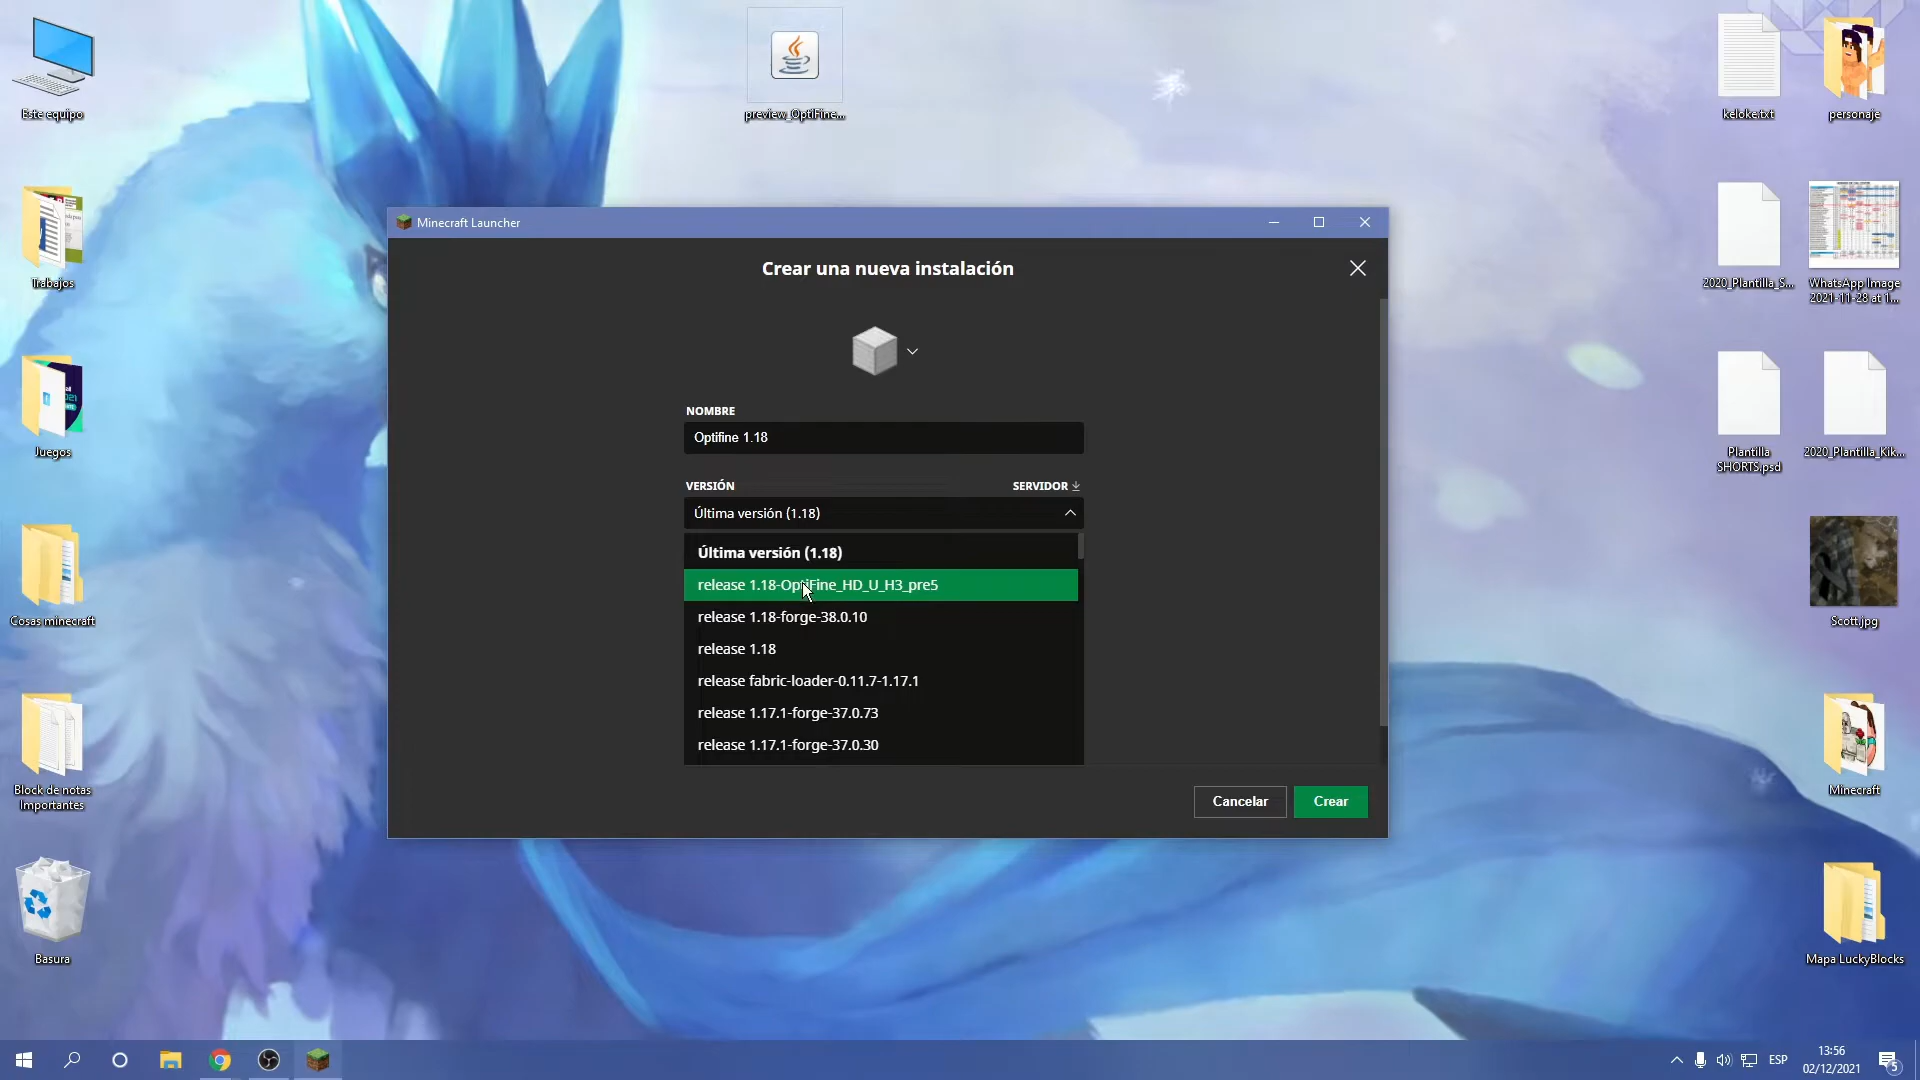 Este equipo
preview_OptiFine...
keloke.txt
personaje
Trabajos
2020_Plantilla_S...
WhatsApp Image
2021-11-28 at 1...
Minecraft Launcher
Crear una nueva instalación
NOMBRE
Optifine 1.18
VERSIÓN
SERVIDOR
Última versión (1.18)
Última versión (1.18)
release 1.18-OptiFine_HD_U_H3_pre5
release 1.18-forge-38.0.10
release 1.18
release fabric-loader-0.11.7-1.17.1
release 1.17.1-forge-37.0.73
release 1.17.1-forge-37.0.30
Cancelar
Crear
Juegos
Plantilla
SHORTS.psd
2020_Plantilla_Kik...
Cosas minecraft
Scott.jpg
Block de notas
Importantes
Minecraft
Basura
Mapa LuckyBlocks
ESP
13:56
02/12/2021
5